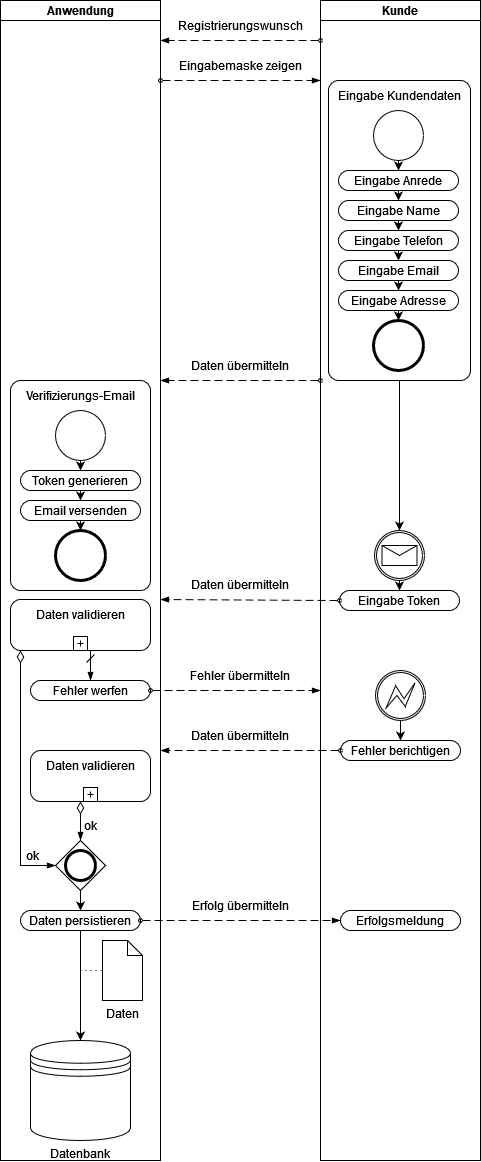 Anwendung
Kunde
Registrierungswunsch
Eingabemaske zeigen
Eingabe Kundendaten
Eingabe Anrede
Eingabe Name
Eingabe Telefon
Eingabe Email
Eingabe Adresse
Daten übermitteln
Verifizierungs-Email
Token generieren
Email versenden
Daten übermitteln
Eingabe Token
Daten validieren
+
Fehler werfen
Fehler übermitteln
Daten übermitteln
Fehler berichtigen
Daten validieren
+
ok
ok
Daten persistieren
Erfolg übermitteln
Erfolgsmeldung
Daten
Datenbank